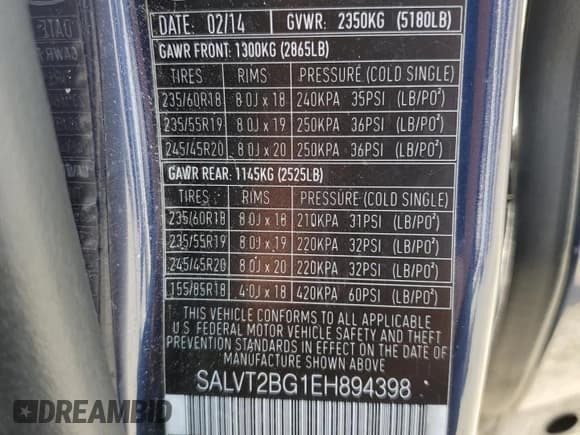 DATE: 02/14 GVWR: 2350KG (5180LB)
GAWR FRONT: 1300KG (2865LB)
TIRES RIMS PRESSURE (COLD SINGLE)
235/60R18 8.0J x 18 240KPA 35PSI (LB/PO²)
235/55R19 8.0J x 19 250KPA 36PSI (LB/PO²)
245/45R20 8.0J x 20 250KPA 36PSI (LB/PO²)
GAWR REAR: 1145KG (2525LB)
TIRES RIMS PRESSURE (COLD SINGLE)
235/60R18 8.0J x 18 210KPA 31PSI (LB/PO²)
235/55R19 8.0J x 19 220KPA 32PSI (LB/PO²)
245/45R20 8.0J x 20 220KPA 32PSI (LB/PO²)
155/85R18 4.0J x 18 420KPA 60PSI (LB/PO²)
THIS VEHICLE CONFORMS TO ALL APPLICABLE
U.S. FEDERAL MOTOR VEHICLE SAFETY AND THEFT
PREVENTION STANDARDS IN EFFECT ON THE DATE OF
MANUFACTURE SHOWN ABOVE
SALVT2BG1EH894398
DREAMBID